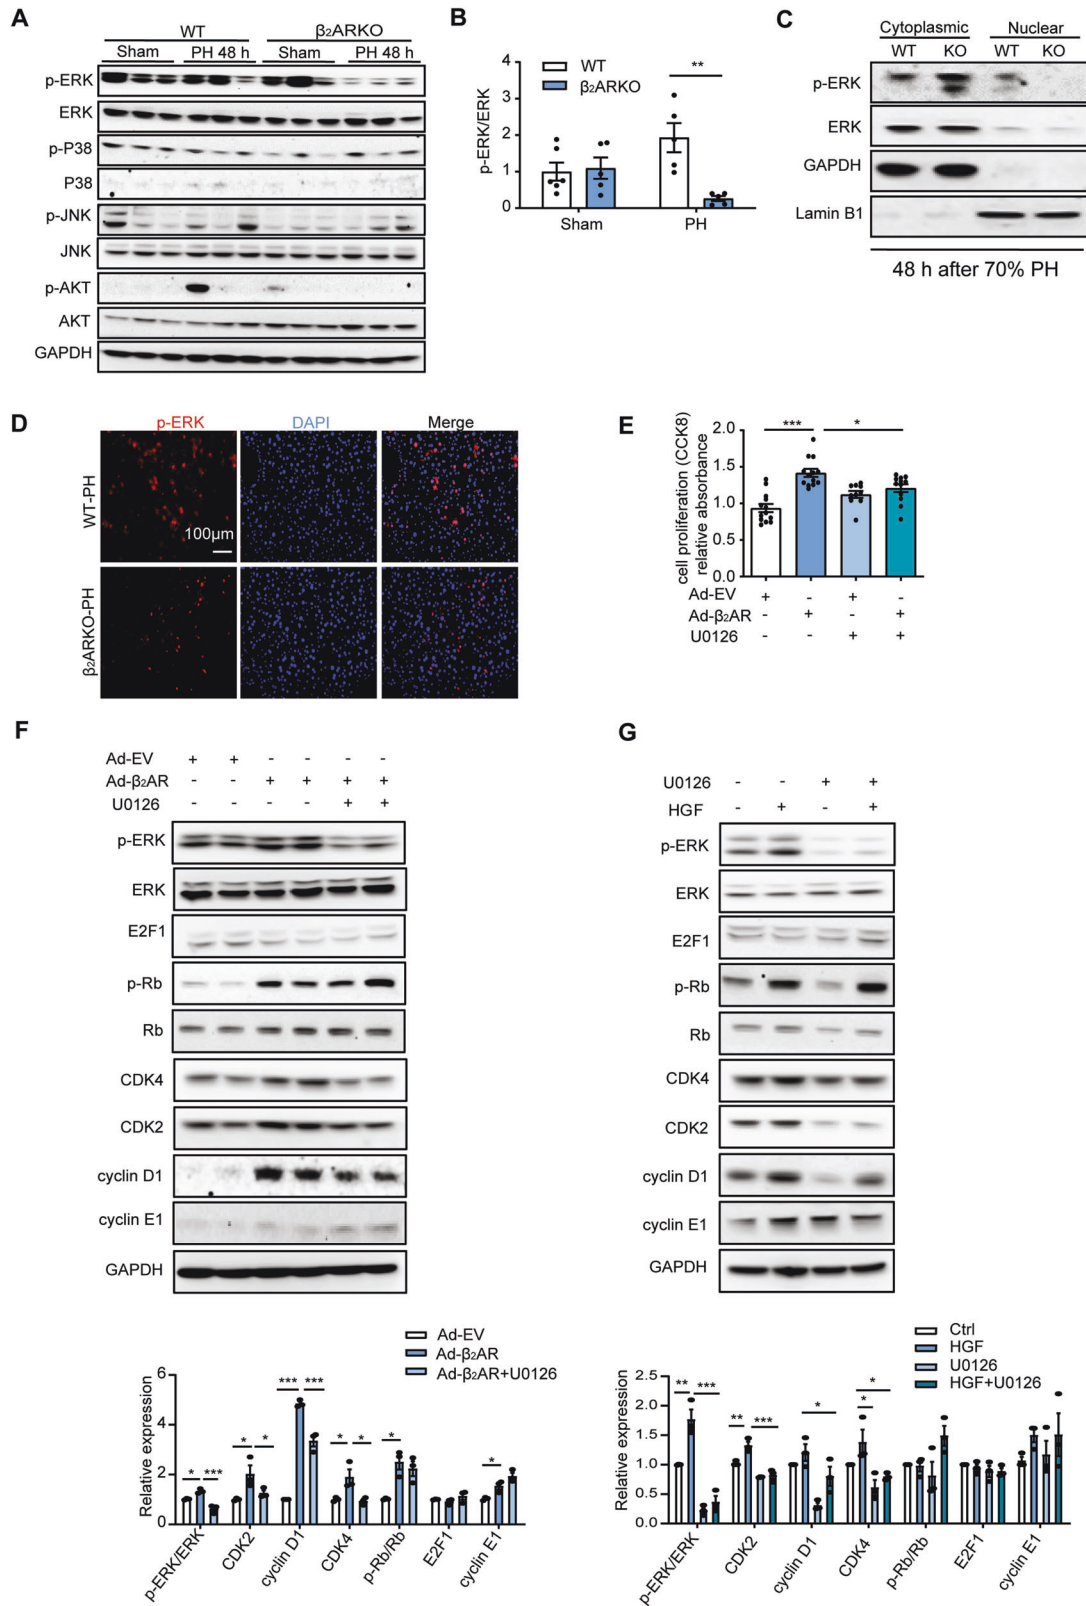 A
WT β₂ARKO
Sham PH 48 h Sham PH 48 h
p-ERK
ERK
p-P38
P38
p-JNK
JNK
p-AKT
AKT
GAPDH
B
WT
β₂ARKO
**
p-ERK/ERK
4
3
2
1
0
Sham PH
C
Cytoplasmic Nuclear
WT KO WT KO
p-ERK
ERK
GAPDH
Lamin B1
48 h after 70% PH
D
p-ERK DAPI Merge
WT-PH
100μm
β₂ARKO-PH
E
*** *
cell proliferation (CCK8)
relative absorbance
2.0
1.5
1.0
0.5
0.0
Ad-EV + - + -
Ad-β₂AR - + - +
U0126 - - + +
F
Ad-EV + + - - - -
Ad-β₂AR - - + + + +
U0126 - - - - + +
p-ERK
ERK
E2F1
p-Rb
Rb
CDK4
CDK2
cyclin D1
cyclin E1
GAPDH
Ad-EV
Ad-β₂AR
Ad-β₂AR+U0126
Relative expression
6
4
2
0
* *** * * *** *** * * * *
p-ERK/ERK CDK2 cyclin D1 CDK4 p-Rb/Rb E2F1 cyclin E1
G
U0126 - - + +
HGF - + - +
p-ERK
ERK
E2F1
p-Rb
Rb
CDK4
CDK2
cyclin D1
cyclin E1
GAPDH
Ctrl
HGF
U0126
HGF+U0126
Relative expression
2.5
2.0
1.5
1.0
0.5
0.0
** *** ** *** * * *
p-ERK/ERK CDK2 cyclin D1 CDK4 p-Rb/Rb E2F1 cyclin E1